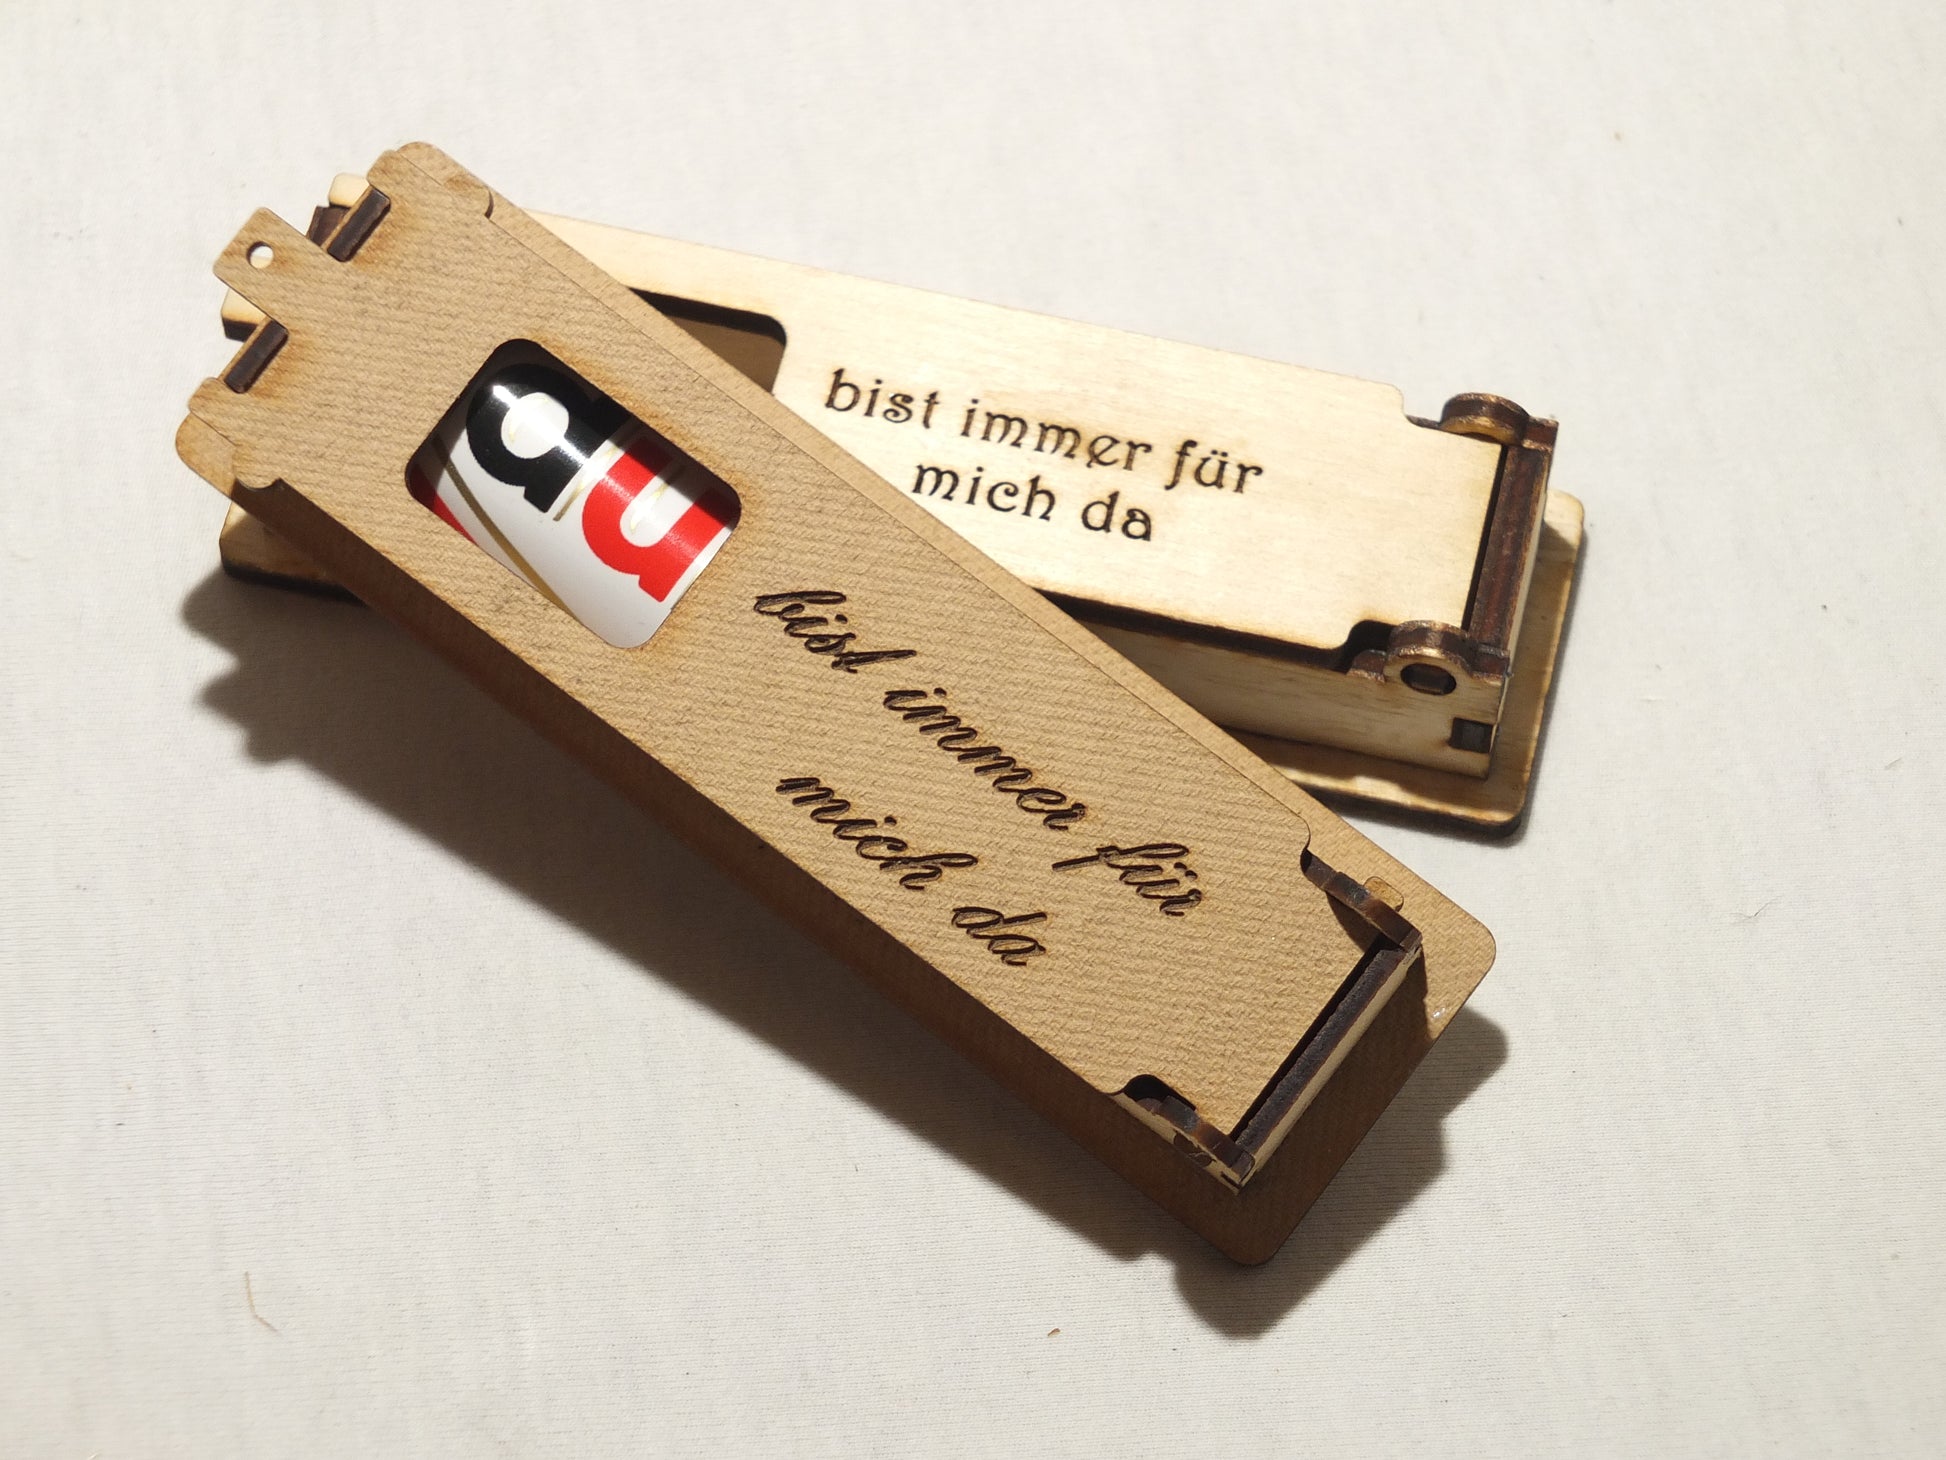 bist immer für
mich da
bist immer für
mich da